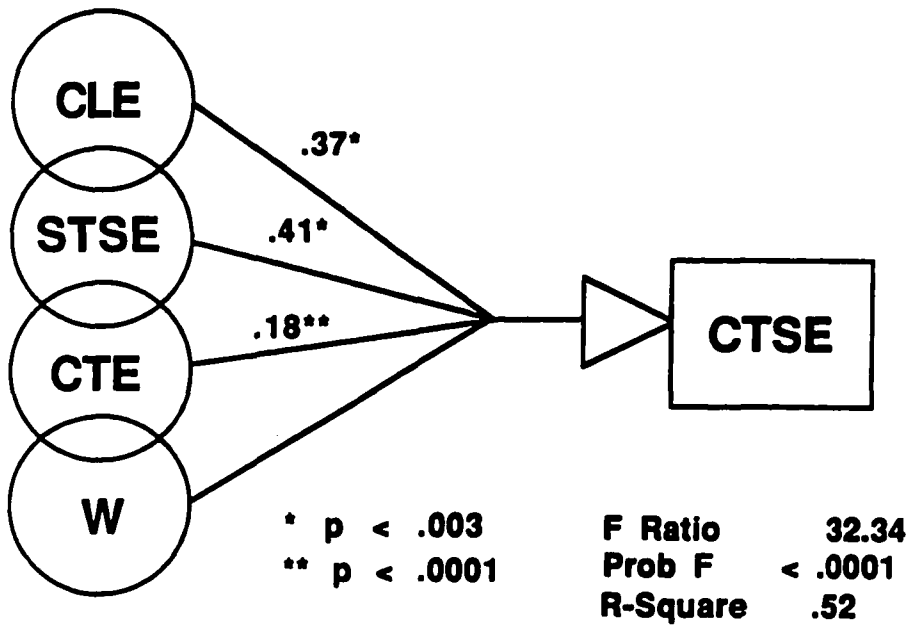 CLE
.37*
STSE
.41*
.18**
CTSE
CTE
W
* p < .003
** p < .0001
F Ratio 32.34
Prob F < .0001
R-Square .52